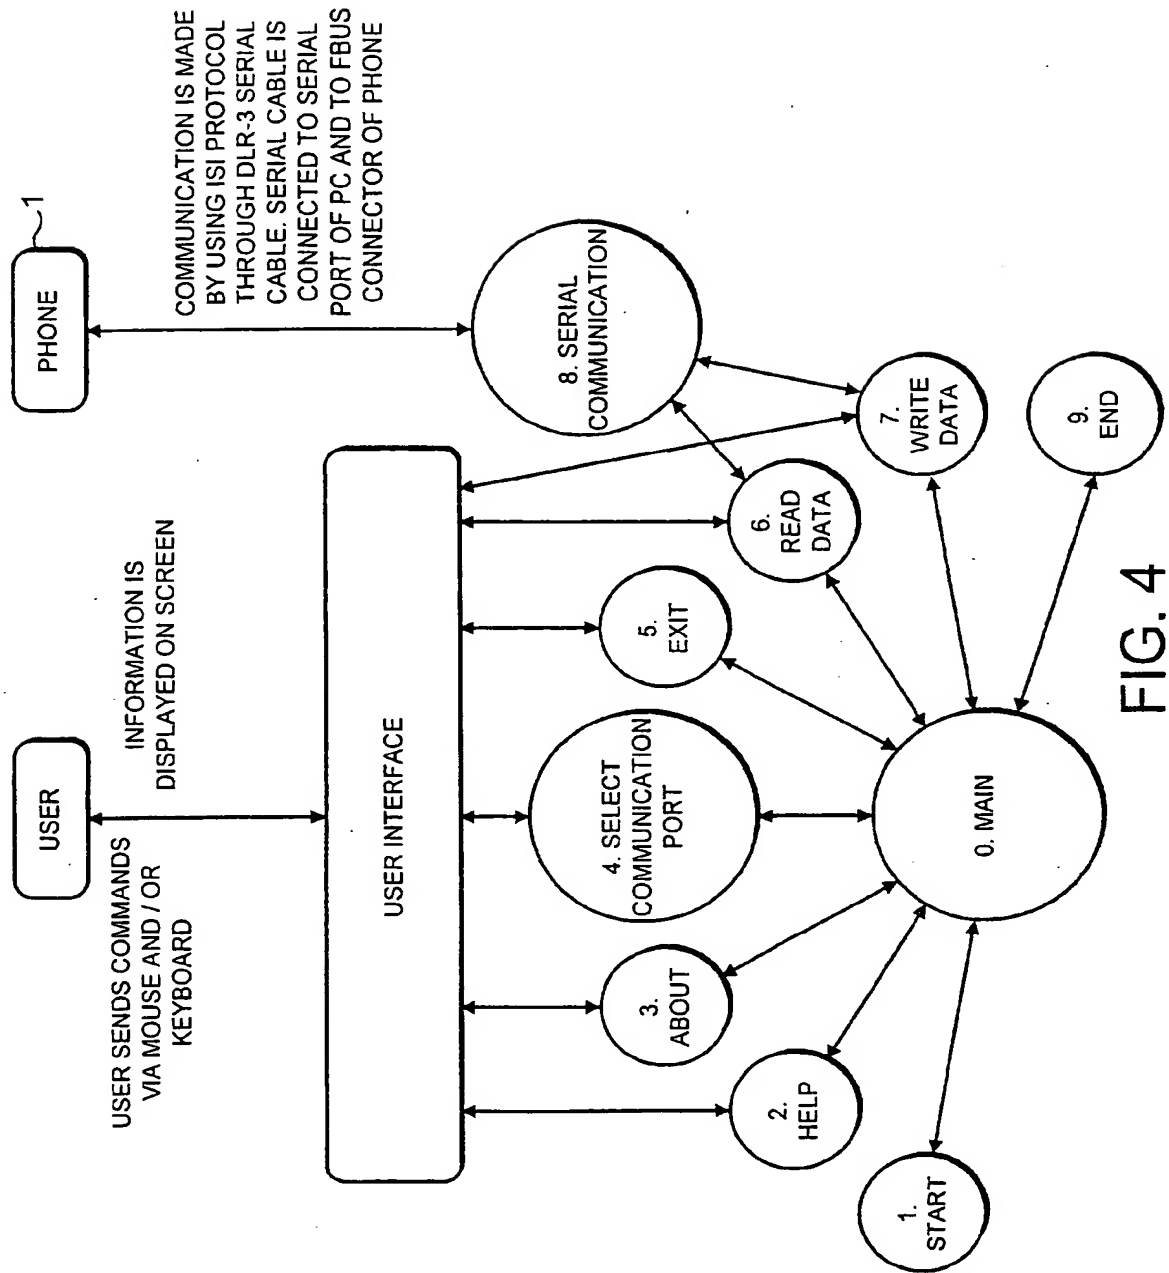 USER
PHONE
1
USER SENDS COMMANDS
VIA MOUSE AND / OR
KEYBOARD
INFORMATION IS
DISPLAYED ON SCREEN
COMMUNICATION IS MADE
BY USING ISI PROTOCOL
THROUGH DLR-3 SERIAL
CABLE. SERIAL CABLE IS
CONNECTED TO SERIAL
PORT OF PC AND TO FBUS
CONNECTOR OF PHONE
USER INTERFACE
8. SERIAL
COMMUNICATION
4. SELECT
COMMUNICATION
PORT
3.
ABOUT
5.
EXIT
2.
HELP
6.
READ
DATA
1.
START
7.
WRITE
DATA
0. MAIN
9.
END
FIG. 4